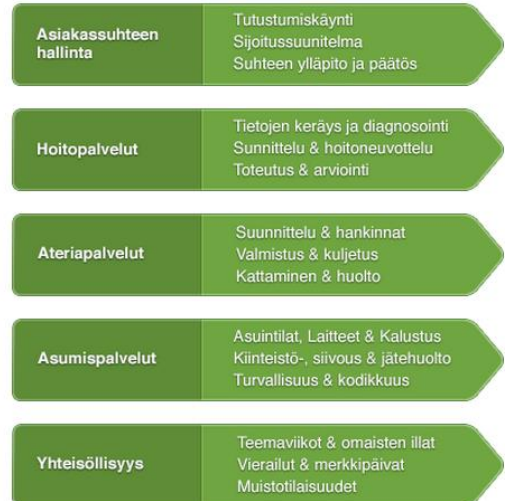 Asiakassuhteen
hallinta
Tutustumiskäynti
Sijoitussuunitelma
Suhteen ylläpito ja päätös
Hoitopalvelut
Tietojen keräys ja diagnosointi
Sunnittelu & hoitoneuvottelu
Toteutus & arviointi
Ateriapalvelut
Suunnittelu & hankinnat
Valmistus & kuljetus
Kattaminen & huolto
Asumispalvelut
Asuintilat, Laitteet & Kalustus
Kiinteistö-, siivous & jätehuolto
Turvallisuus & kodikkuus
Yhteisöllisyys
Teemaviikot & omaisten illat
Vierailut & merkkipäivat
Muistotilaisuudet